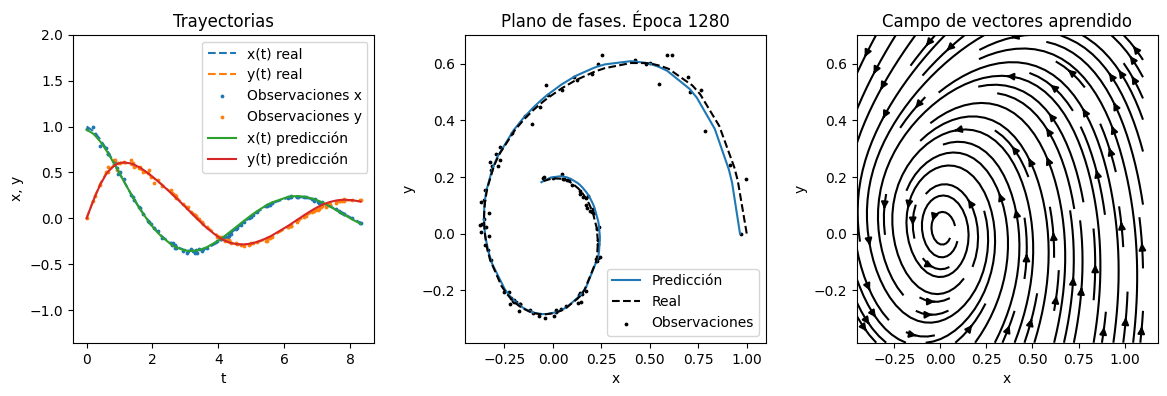 Trayectorias
x(t) real
y(t) real
Observaciones x
Observaciones y
x(t) predicción
y(t) predicción
2.0
1.5
1.0
0.5
0.0
−0.5
−1.0
x, y
0 2 4 6 8
t
Plano de fases. Época 1280
0.6
0.4
0.2
0.0
−0.2
y
Predicción
Real
Observaciones
−0.25 0.00 0.25 0.50 0.75 1.00
x
Campo de vectores aprendido
0.6
0.4
0.2
0.0
−0.2
y
−0.25 0.00 0.25 0.50 0.75 1.00
x